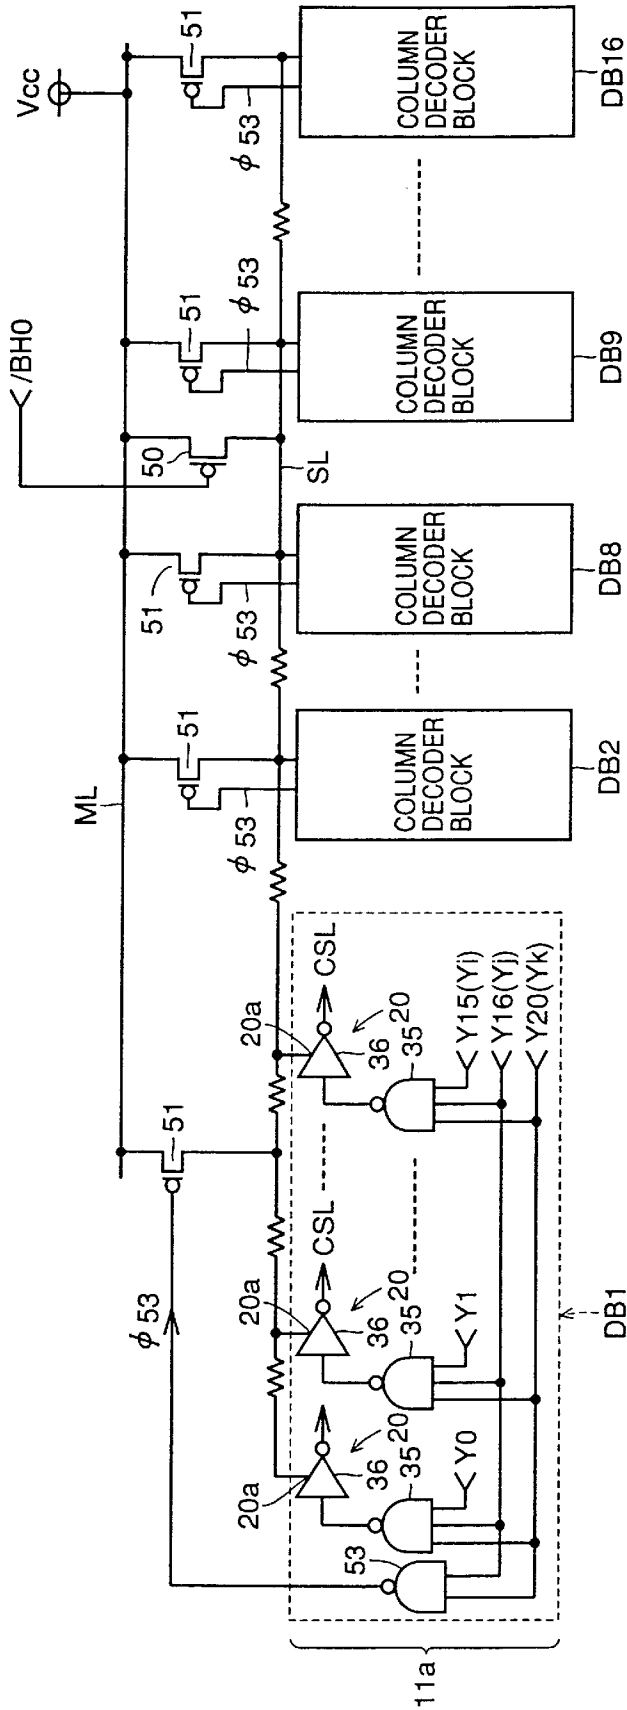 Vcc
/BH0
ML
51
51
50
51
51
51
φ53
φ53
φ53
φ53
φ53
SL
20a
20a
20a
CSL
CSL
36
20
36
20
36
20
35
35
35
53
Y0
Y1
Y15(Yi)
Y16(Yj)
Y20(Yk)
11a
DB1
COLUMN
DECODER
BLOCK
DB2
COLUMN
DECODER
BLOCK
DB8
COLUMN
DECODER
BLOCK
DB9
COLUMN
DECODER
BLOCK
DB16